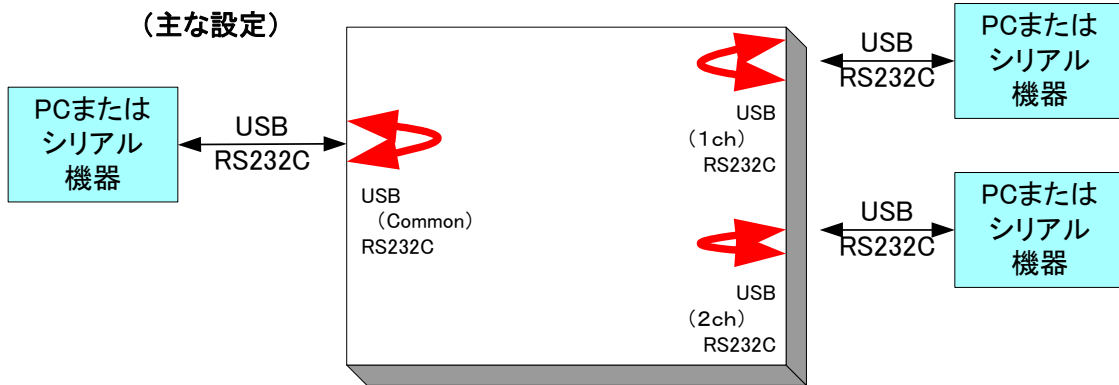 （主な設定）
PCまたは
シリアル
機器
USB
RS232C
USB
（Common）
RS232C
USB
（1ch）
RS232C
USB
（2ch）
RS232C
USB
RS232C
PCまたは
シリアル
機器
USB
RS232C
PCまたは
シリアル
機器